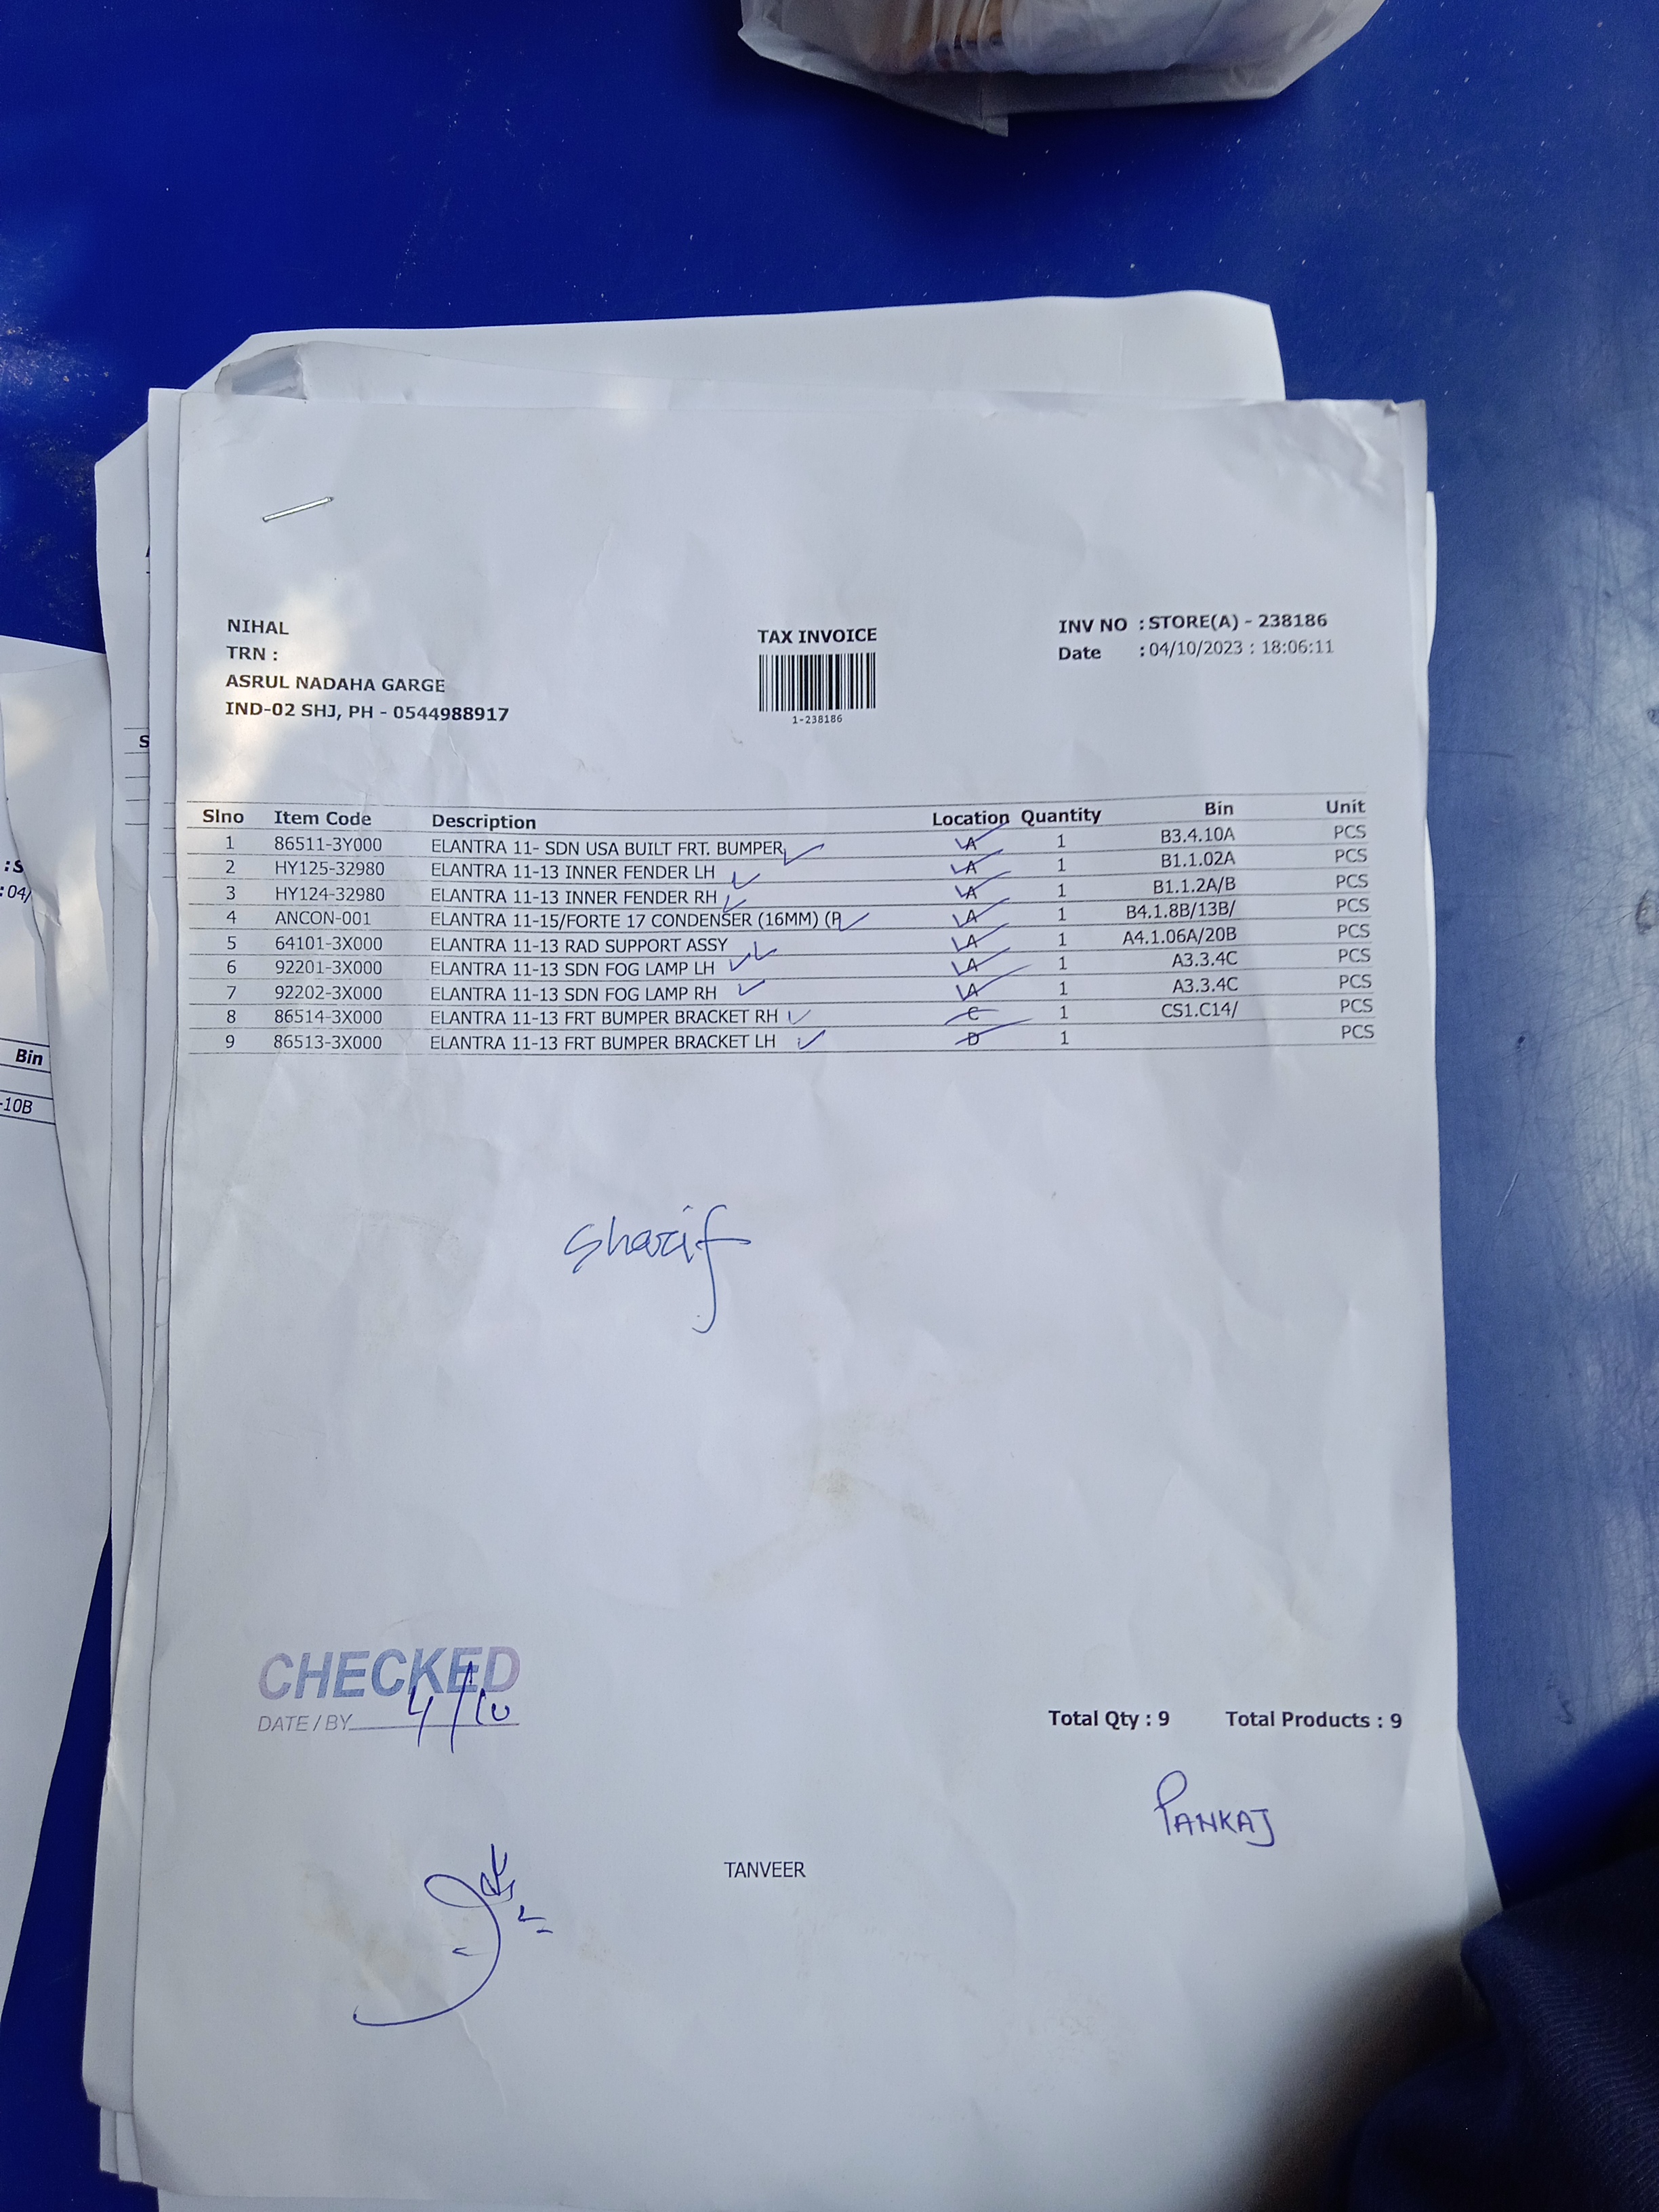 NIHAL
TRN :
ASRUL NADAHA GARGE
IND-02 SHJ, PH - 0544988917
TAX INVOICE
1-238186
INV NO : STORE(A) - 238186
Date : 04/10/2023 : 18:06:11
Slno Item Code Description Location Quantity Bin Unit
1 86511-3Y000 ELANTRA 11- SDN USA BUILT FRT. BUMPER A 1 B3.4.10A PCS
2 HY125-32980 ELANTRA 11-13 INNER FENDER LH A 1 B1.1.02A PCS
3 HY124-32980 ELANTRA 11-13 INNER FENDER RH A 1 B1.1.2A/B PCS
4 ANCON-001 ELANTRA 11-15/FORTE 17 CONDENSER (16MM) (P A 1 B4.1.8B/13B/ PCS
5 64101-3X000 ELANTRA 11-13 RAD SUPPORT ASSY A 1 A4.1.06A/20B PCS
6 92201-3X000 ELANTRA 11-13 SDN FOG LAMP LH A 1 A3.3.4C PCS
7 92202-3X000 ELANTRA 11-13 SDN FOG LAMP RH A 1 A3.3.4C PCS
8 86514-3X000 ELANTRA 11-13 FRT BUMPER BRACKET RH C 1 CS1.C14/ PCS
9 86513-3X000 ELANTRA 11-13 FRT BUMPER BRACKET LH D 1 PCS
:S
:04/
Bin
-10B
S
Sharif
CHECKED
DATE / BY 4/10
Total Qty : 9 Total Products : 9
PANKAJ
TANVEER